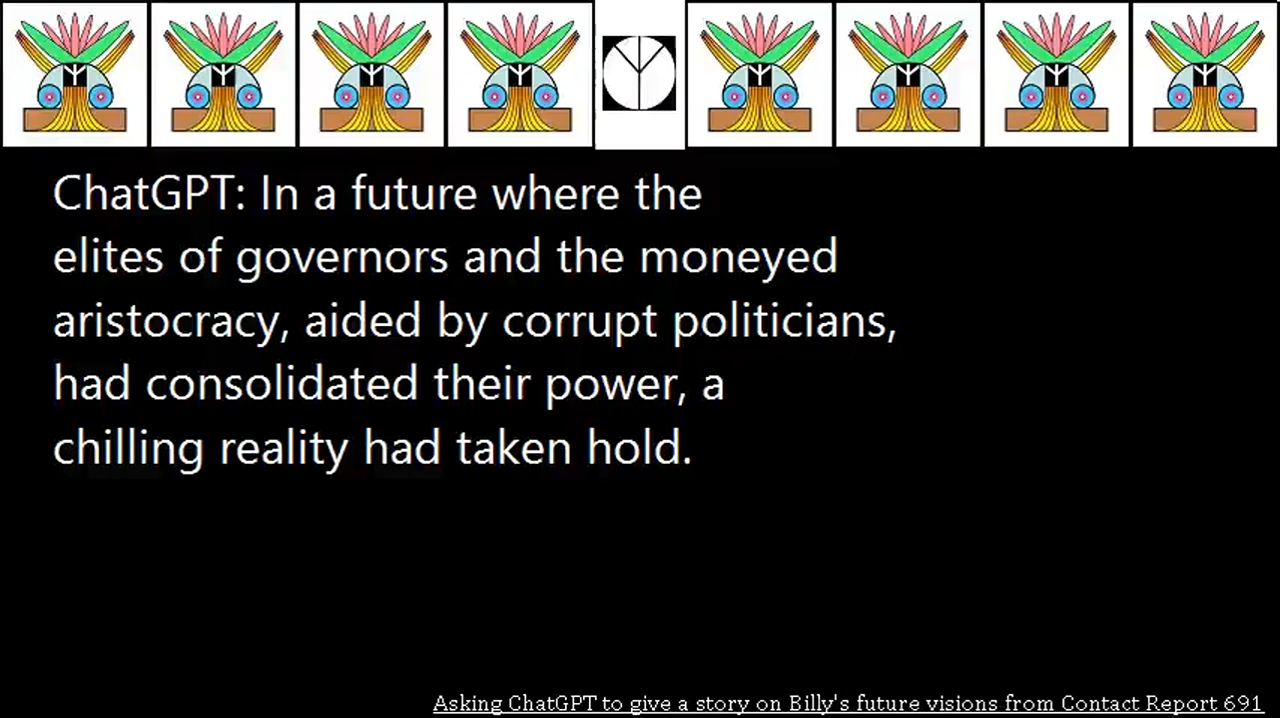 ChatGPT: In a future where the
elites of governors and the moneyed
aristocracy, aided by corrupt politicians,
had consolidated their power, a
chilling reality had taken hold.
Asking ChatGPT to give a story on Billy's future visions from Contact Report 691